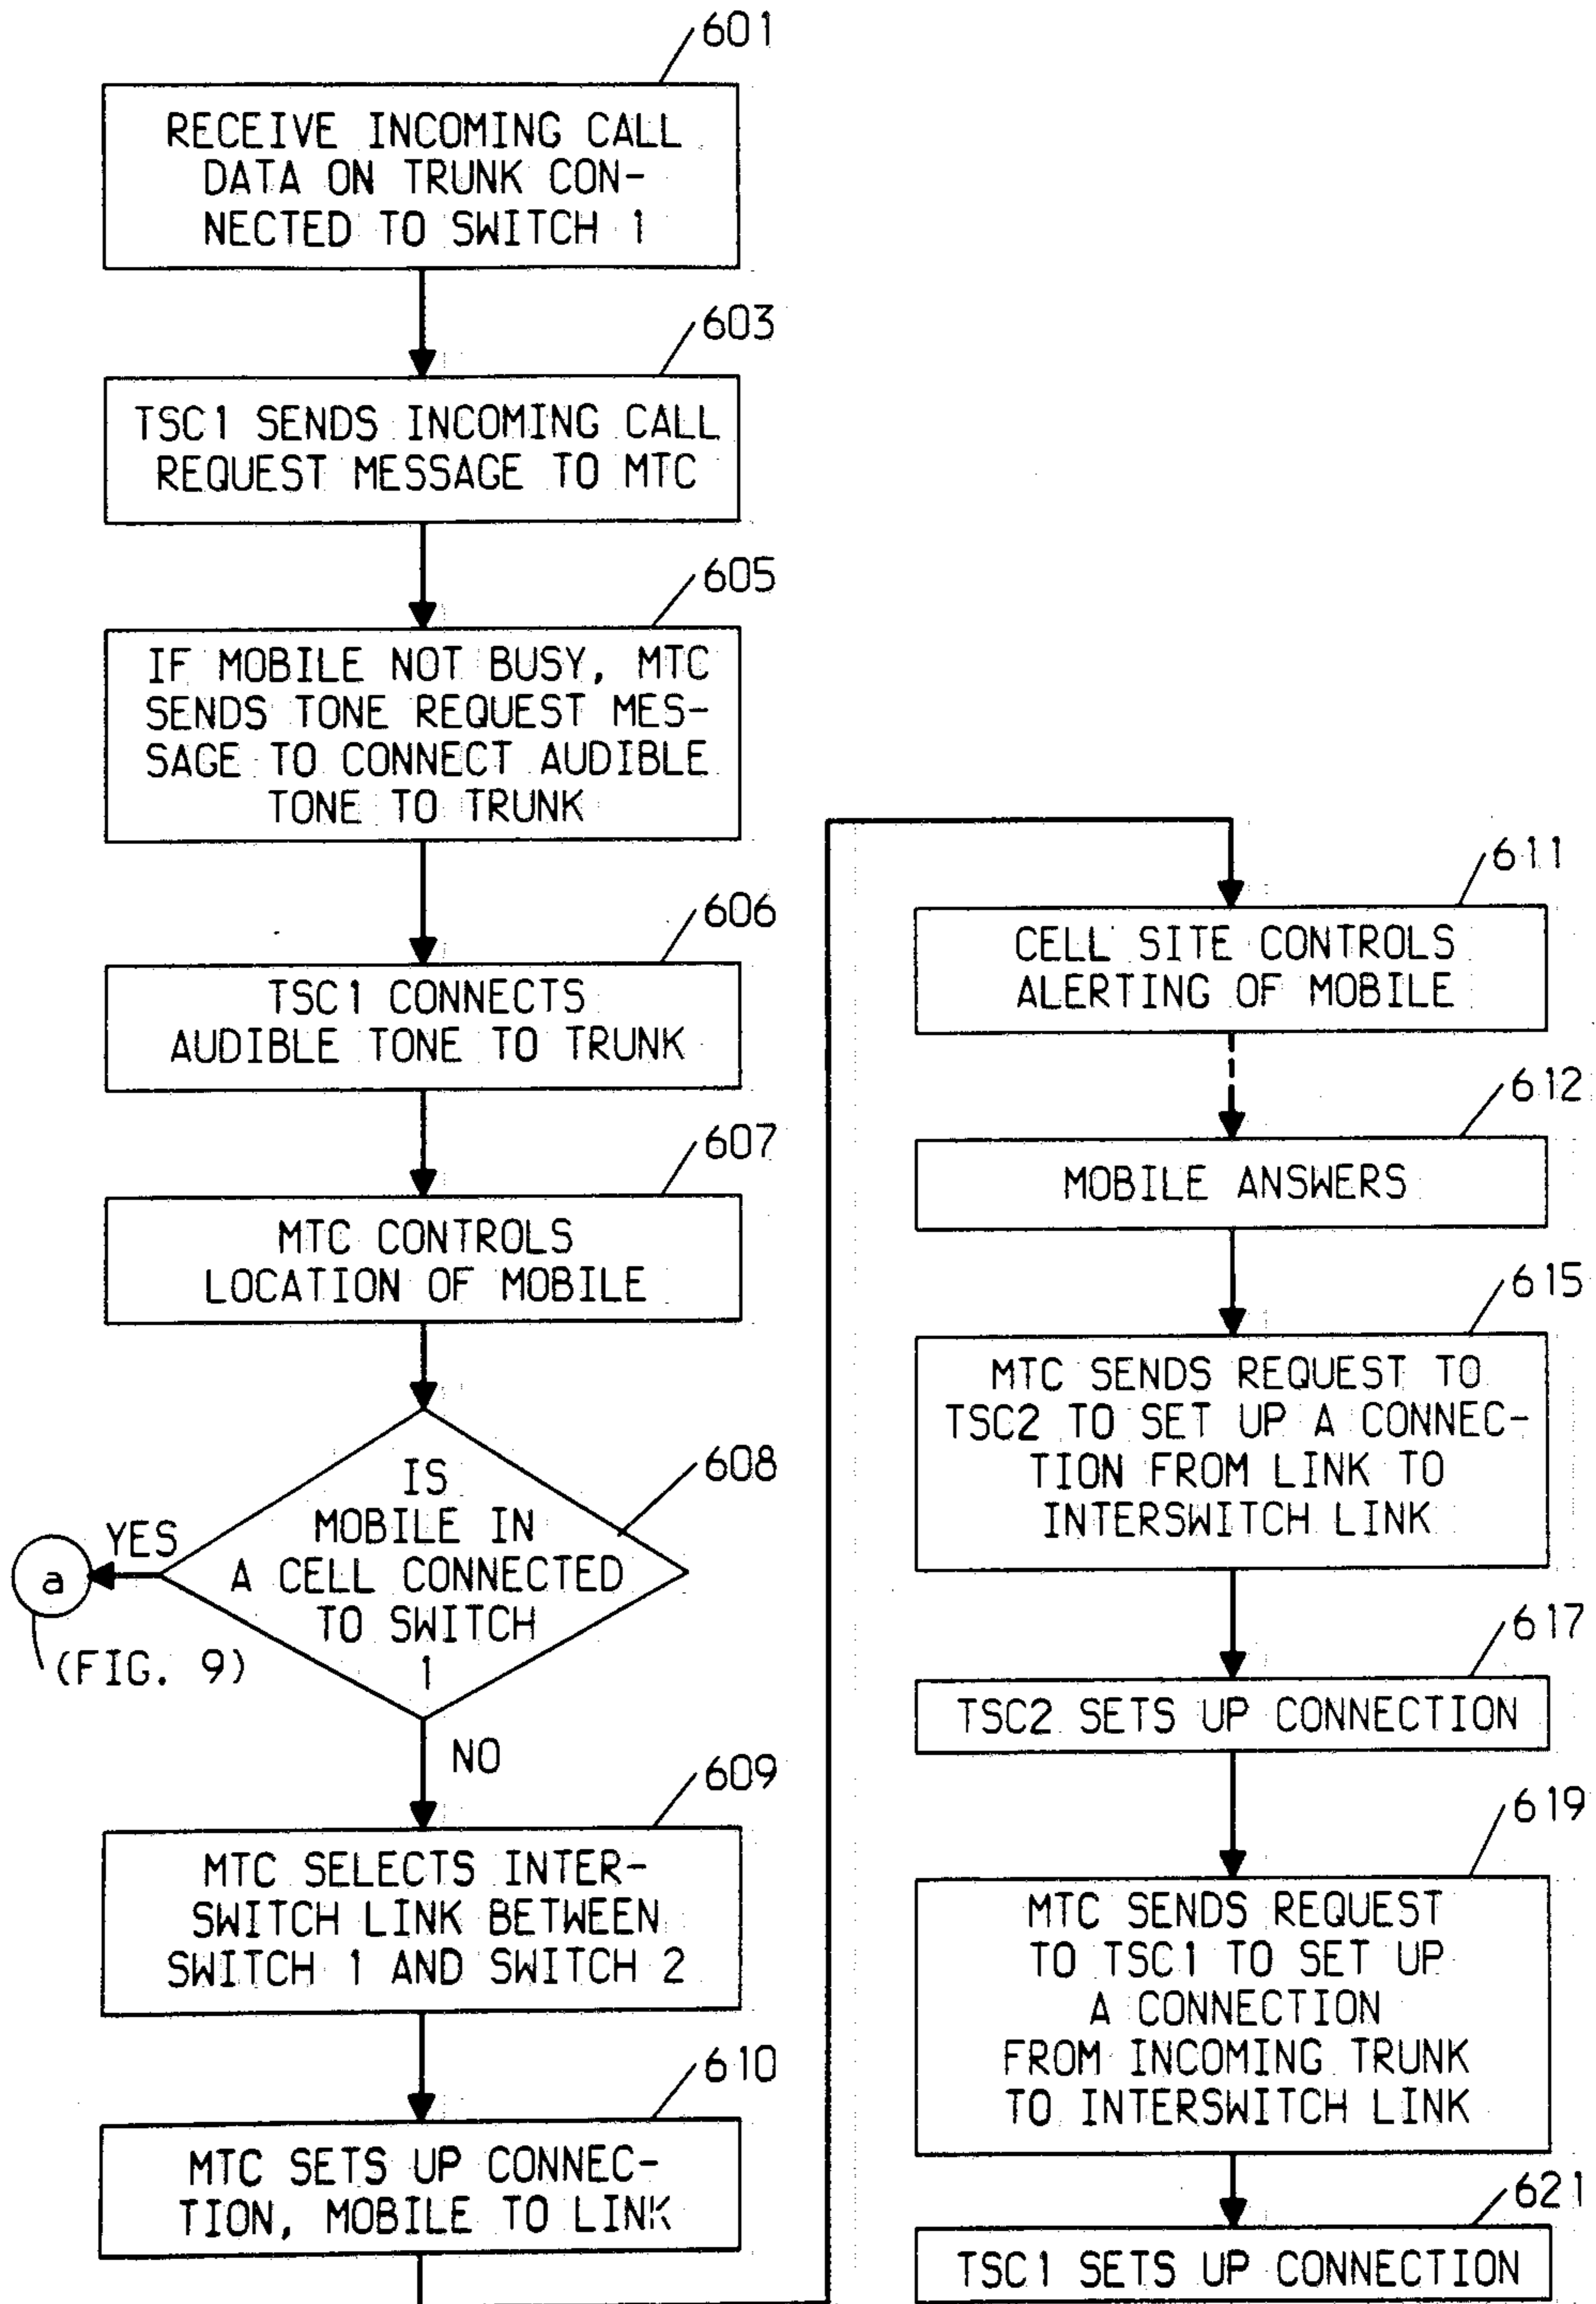 601
RECEIVE INCOMING CALL
DATA ON TRUNK CON-
NECTED TO SWITCH 1
603
TSC1 SENDS INCOMING CALL
REQUEST MESSAGE TO MTC
605
IF MOBILE NOT BUSY, MTC
SENDS TONE REQUEST MES-
SAGE TO CONNECT AUDIBLE
TONE TO TRUNK
606
TSC1 CONNECTS
AUDIBLE TONE TO TRUNK
607
MTC CONTROLS
LOCATION OF MOBILE
608
IS
MOBILE IN
A CELL CONNECTED
TO SWITCH
1
YES
a
(FIG. 9)
NO
609
MTC SELECTS INTER-
SWITCH LINK BETWEEN
SWITCH 1 AND SWITCH 2
610
MTC SETS UP CONNEC-
TION, MOBILE TO LINK
611
CELL SITE CONTROLS
ALERTING OF MOBILE
612
MOBILE ANSWERS
615
MTC SENDS REQUEST TO
TSC2 TO SET UP A CONNEC-
TION FROM LINK TO
INTERSWITCH LINK
617
TSC2 SETS UP CONNECTION
619
MTC SENDS REQUEST
TO TSC1 TO SET UP
A CONNECTION
FROM INCOMING TRUNK
TO INTERSWITCH LINK
621
TSC1 SETS UP CONNECTION